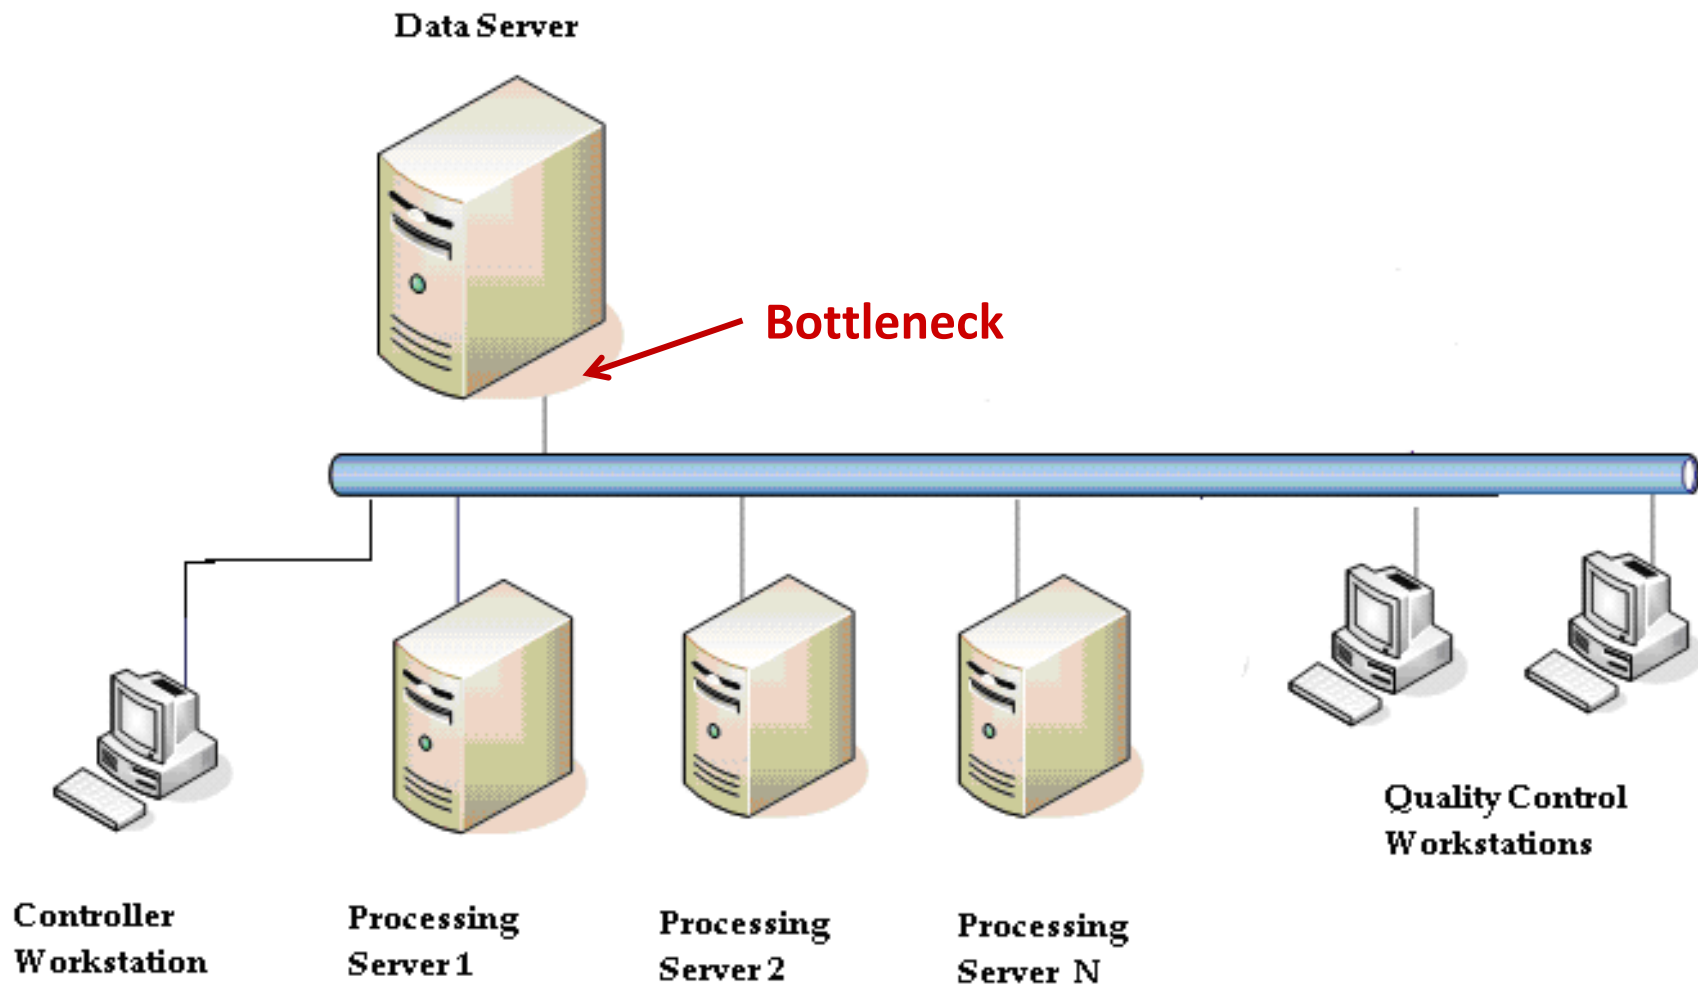 Data Server
Bottleneck
Quality Control
Workstations
Controller
Workstation
Processing
Server 1
Processing
Server 2
Processing
Server N